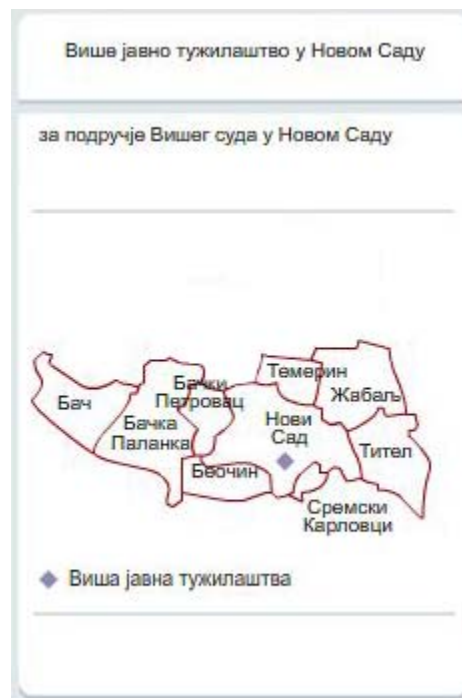 Више јавно тужилаштво у Новом Саду
за подручје Вишег суда у Новом Саду
Темерин
Бачки
Петровац
Жабаљ
Бач
Бачка
Паланка
Нови
Сад
Тител
Беочин
Сремски
Карловци
Виша јавна тужилаштва